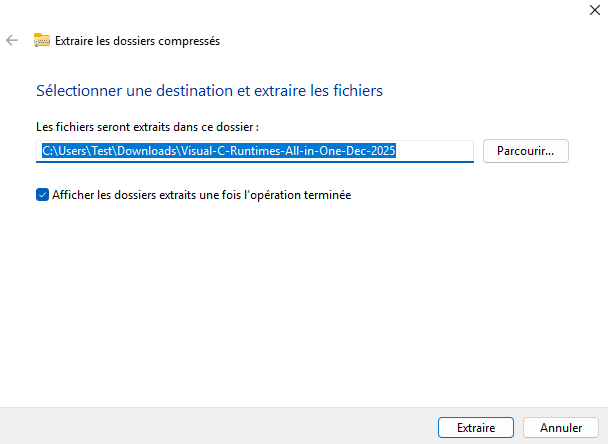 Extraire les dossiers compressés
Sélectionner une destination et extraire les fichiers
Les fichiers seront extraits dans ce dossier :
C:\Users\Test\Downloads\Visual-C-Runtimes-All-in-One-Dec-2025
Parcourir...
Afficher les dossiers extraits une fois l'opération terminée
Extraire
Annuler